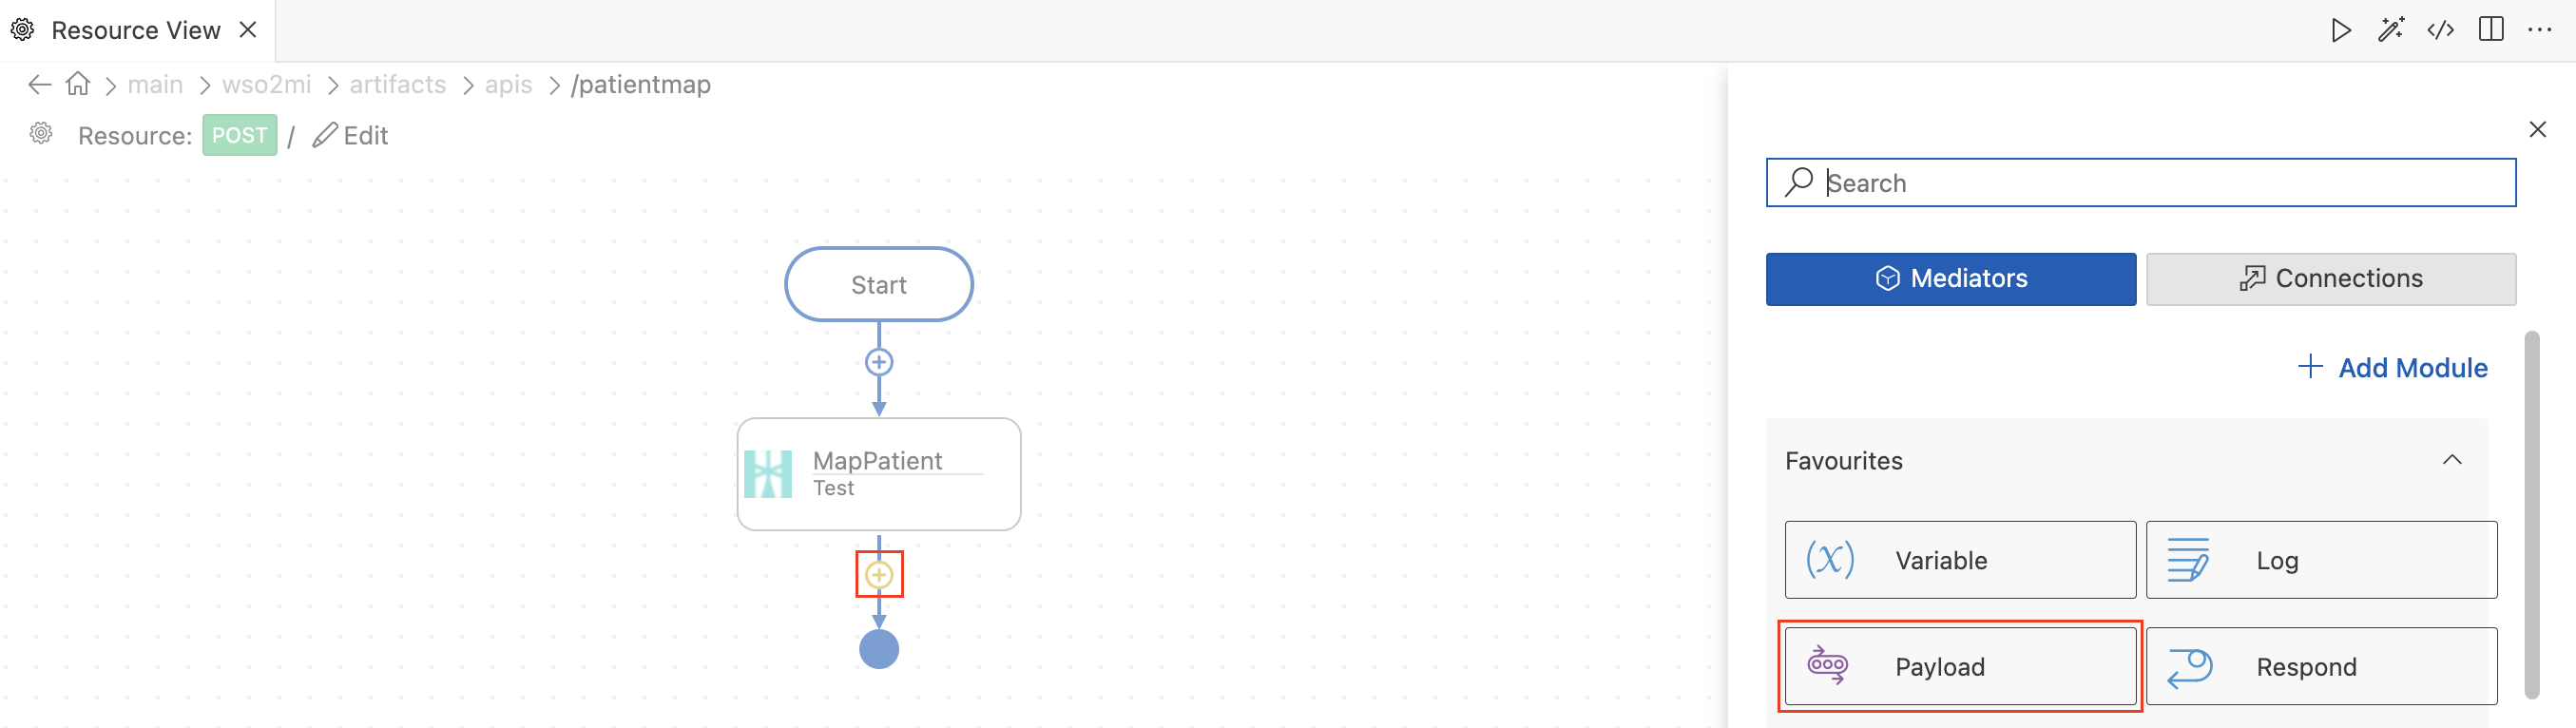 Resource View
main > wso2mi > artifacts > apis > /patientmap
Resource: POST / Edit
Start
MapPatient
Test
Search
Mediators
Connections
+ Add Module
Favourites
(X) Variable
Log
Payload
Respond